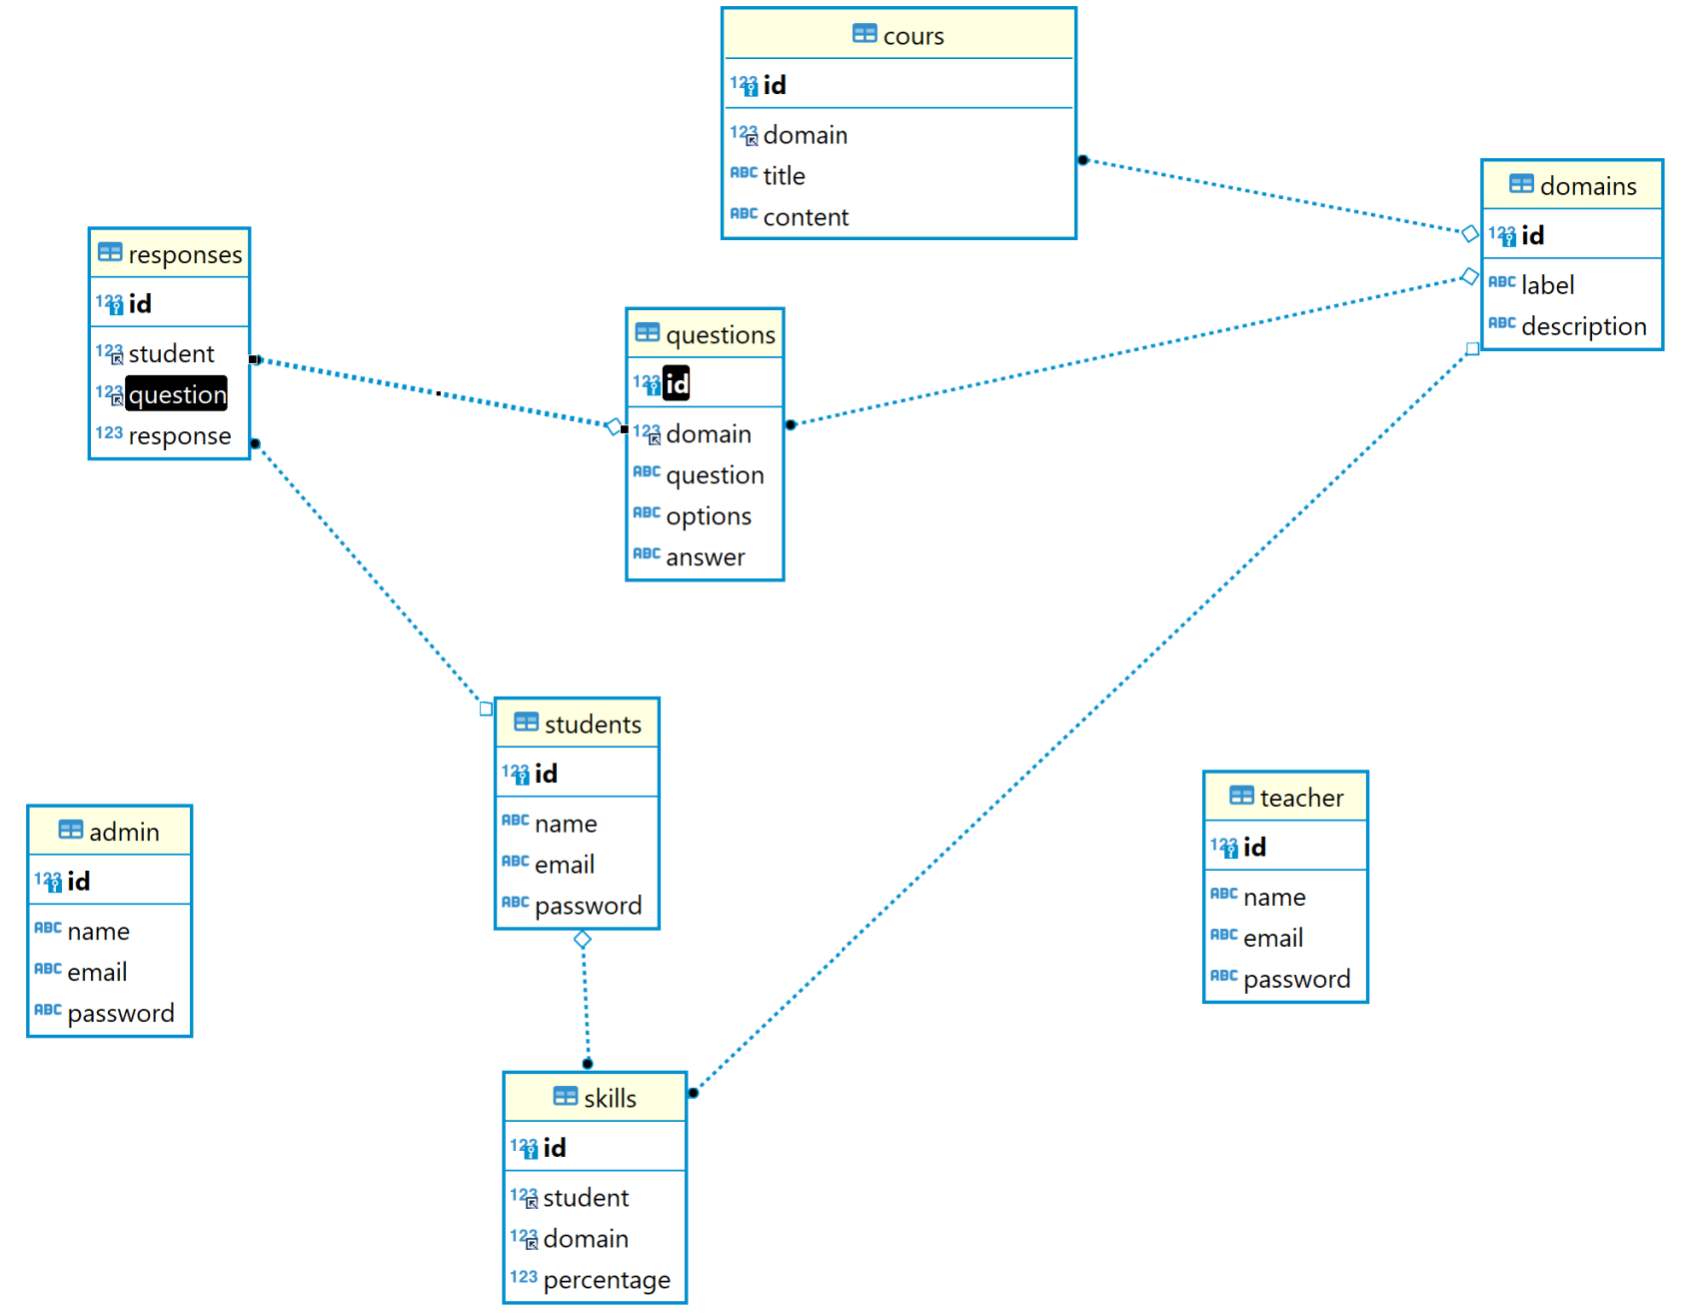 cours
123 id
123 domain
ABC title
ABC content
domains
123 id
ABC label
ABC description
responses
123 id
123 student
123 question
123 response
questions
123 id
123 domain
ABC question
ABC options
ABC answer
students
123 id
ABC name
ABC email
ABC password
admin
123 id
ABC name
ABC email
ABC password
teacher
123 id
ABC name
ABC email
ABC password
skills
123 id
123 student
123 domain
123 percentage